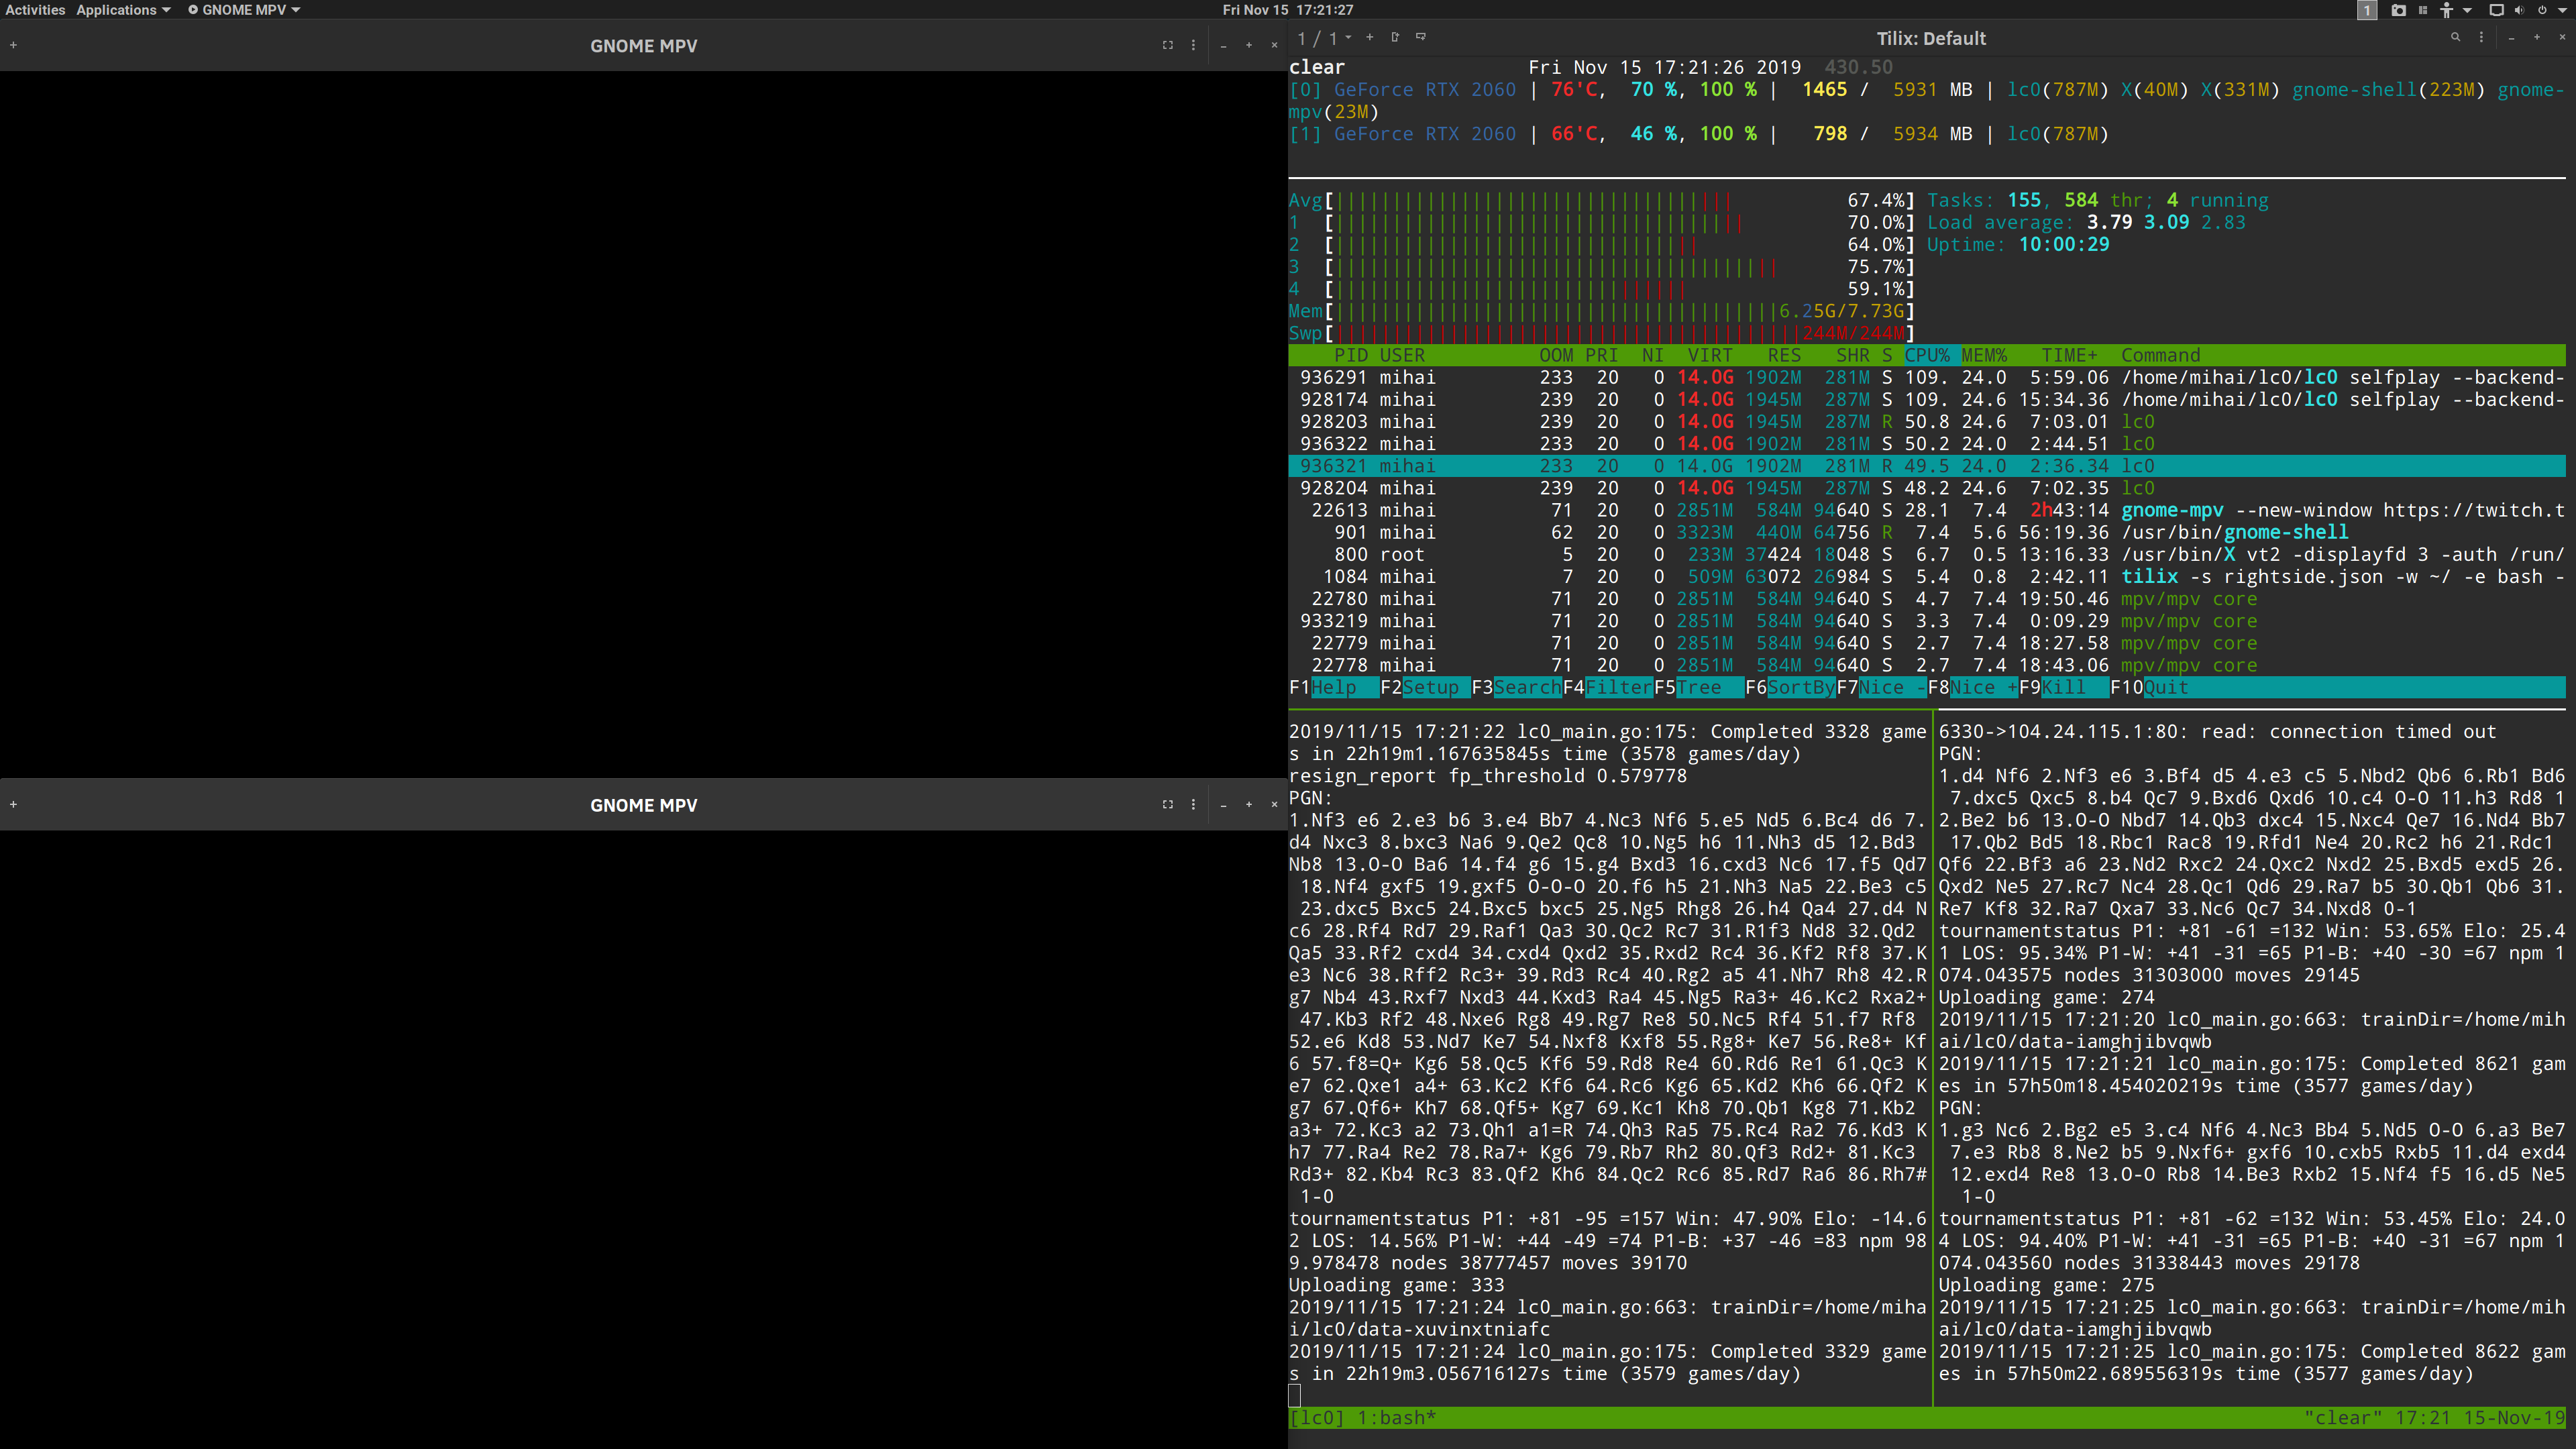 Activities Applications GNOME MPV Fri Nov 15 17:21:27 1
GNOME MPV
1 / 1 Tilix: Default
clear Fri Nov 15 17:21:26 2019 430.50
[0] GeForce RTX 2060 | 76'C, 70 %, 100 % | 1465 / 5931 MB | lc0(787M) X(40M) X(331M) gnome-shell(223M) gnome-
mpv(23M)
[1] GeForce RTX 2060 | 66'C, 46 %, 100 % | 798 / 5934 MB | lc0(787M)
Avg[ 67.4%] Tasks: 155, 584 thr; 4 running
1 [ 70.0%] Load average: 3.79 3.09 2.83
2 [ 64.0%] Uptime: 10:00:29
3 [ 75.7%]
4 [ 59.1%]
Mem[ 6.25G/7.73G]
Swp[ 244M/244M]
PID USER OOM PRI NI VIRT RES SHR S CPU% MEM% TIME+ Command
936291 mihai 233 20 0 14.0G 1902M 281M S 109. 24.0 5:59.06 /home/mihai/lc0/lc0 selfplay --backend-
928174 mihai 239 20 0 14.0G 1945M 287M S 109. 24.6 15:34.36 /home/mihai/lc0/lc0 selfplay --backend-
928203 mihai 239 20 0 14.0G 1945M 287M R 50.8 24.6 7:03.01 lc0
936322 mihai 233 20 0 14.0G 1902M 281M S 50.2 24.0 2:44.51 lc0
936321 mihai 233 20 0 14.0G 1902M 281M R 49.5 24.0 2:36.34 lc0
928204 mihai 239 20 0 14.0G 1945M 287M S 48.2 24.6 7:02.35 lc0
22613 mihai 71 20 0 2851M 584M 94640 S 28.1 7.4 2h43:14 gnome-mpv --new-window https://twitch.t
901 mihai 62 20 0 3323M 440M 64756 R 7.4 5.6 56:19.36 /usr/bin/gnome-shell
800 root 5 20 0 233M 37424 18048 S 6.7 0.5 13:16.33 /usr/bin/X vt2 -displayfd 3 -auth /run/
1084 mihai 7 20 0 509M 63072 26984 S 5.4 0.8 2:42.11 tilix -s rightside.json -w ~/ -e bash -
22780 mihai 71 20 0 2851M 584M 94640 S 4.7 7.4 19:50.46 mpv/mpv core
933219 mihai 71 20 0 2851M 584M 94640 S 3.3 7.4 0:09.29 mpv/mpv core
22779 mihai 71 20 0 2851M 584M 94640 S 2.7 7.4 18:27.58 mpv/mpv core
22778 mihai 71 20 0 2851M 584M 94640 S 2.7 7.4 18:43.06 mpv/mpv core
F1Help F2Setup F3SearchF4FilterF5Tree F6SortByF7Nice -F8Nice +F9Kill F10Quit
GNOME MPV
2019/11/15 17:21:22 lc0_main.go:175: Completed 3328 game
s in 22h19m1.167635845s time (3578 games/day)
resign_report fp_threshold 0.579778
PGN:
1.Nf3 e6 2.e3 b6 3.e4 Bb7 4.Nc3 Nf6 5.e5 Nd5 6.Bc4 d6 7.
d4 Nxc3 8.bxc3 Na6 9.Qe2 Qc8 10.Ng5 h6 11.Nh3 d5 12.Bd3
Nb8 13.O-O Ba6 14.f4 g6 15.g4 Bxd3 16.cxd3 Nc6 17.f5 Qd7
18.Nf4 gxf5 19.gxf5 O-O-O 20.f6 h5 21.Nh3 Na5 22.Be3 c5
23.dxc5 Bxc5 24.Bxc5 bxc5 25.Ng5 Rhg8 26.h4 Qa4 27.d4 N
c6 28.Rf4 Rd7 29.Raf1 Qa3 30.Qc2 Rc7 31.R1f3 Nd8 32.Qd2
Qa5 33.Rf2 cxd4 34.cxd4 Qxd2 35.Rxd2 Rc4 36.Kf2 Rf8 37.K
e3 Nc6 38.Rff2 Rc3+ 39.Rd3 Rc4 40.Rg2 a5 41.Nh7 Rh8 42.R
g7 Nb4 43.Rxf7 Nxd3 44.Kxd3 Ra4 45.Ng5 Ra3+ 46.Kc2 Rxa2+
47.Kb3 Rf2 48.Nxe6 Rg8 49.Rg7 Re8 50.Nc5 Rf4 51.f7 Rf8
52.e6 Kd8 53.Nd7 Ke7 54.Nxf8 Kxf8 55.Rg8+ Ke7 56.Re8+ Kf
6 57.f8=Q+ Kg6 58.Qc5 Kf6 59.Rd8 Re4 60.Rd6 Re1 61.Qc3 K
e7 62.Qxe1 a4+ 63.Kc2 Kf6 64.Rc6 Kg6 65.Kd2 Kh6 66.Qf2 K
g7 67.Qf6+ Kh7 68.Qf5+ Kg7 69.Kc1 Kh8 70.Qb1 Kg8 71.Kb2
a3+ 72.Kc3 a2 73.Qh1 a1=R 74.Qh3 Ra5 75.Rc4 Ra2 76.Kd3 K
h7 77.Ra4 Re2 78.Ra7+ Kg6 79.Rb7 Rh2 80.Qf3 Rd2+ 81.Kc3
Rd3+ 82.Kb4 Rc3 83.Qf2 Kh6 84.Qc2 Rc6 85.Rd7 Ra6 86.Rh7#
1-0
tournamentstatus P1: +81 -95 =157 Win: 47.90% Elo: -14.6
2 LOS: 14.56% P1-W: +44 -49 =74 P1-B: +37 -46 =83 npm 98
9.978478 nodes 38777457 moves 39170
Uploading game: 333
2019/11/15 17:21:24 lc0_main.go:663: trainDir=/home/miha
i/lc0/data-xuvinxtniafc
2019/11/15 17:21:24 lc0_main.go:175: Completed 3329 game
s in 22h19m3.056716127s time (3579 games/day)
6330->104.24.115.1:80: read: connection timed out
PGN:
1.d4 Nf6 2.Nf3 e6 3.Bf4 d5 4.e3 c5 5.Nbd2 Qb6 6.Rb1 Bd6
7.dxc5 Qxc5 8.b4 Qc7 9.Bxd6 Qxd6 10.c4 O-O 11.h3 Rd8 1
2.Be2 b6 13.O-O Nbd7 14.Qb3 dxc4 15.Nxc4 Qe7 16.Nd4 Bb7
17.Qb2 Bd5 18.Rbc1 Rac8 19.Rfd1 Ne4 20.Rc2 h6 21.Rdc1
Qf6 22.Bf3 a6 23.Nd2 Rxc2 24.Qxc2 Nxd2 25.Bxd5 exd5 26.
Qxd2 Ne5 27.Rc7 Nc4 28.Qc1 Qd6 29.Ra7 b5 30.Qb1 Qb6 31.
Re7 Kf8 32.Ra7 Qxa7 33.Nc6 Qc7 34.Nxd8 0-1
tournamentstatus P1: +81 -61 =132 Win: 53.65% Elo: 25.4
1 LOS: 95.34% P1-W: +41 -31 =65 P1-B: +40 -30 =67 npm 1
074.043575 nodes 31303000 moves 29145
Uploading game: 274
2019/11/15 17:21:20 lc0_main.go:663: trainDir=/home/mih
ai/lc0/data-iamghjibvqwb
2019/11/15 17:21:21 lc0_main.go:175: Completed 8621 gam
es in 57h50m18.454020219s time (3577 games/day)
PGN:
1.g3 Nc6 2.Bg2 e5 3.c4 Nf6 4.Nc3 Bb4 5.Nd5 O-O 6.a3 Be7
7.e3 Rb8 8.Ne2 b5 9.Nxf6+ gxf6 10.cxb5 Rxb5 11.d4 exd4
12.exd4 Re8 13.O-O Rb8 14.Be3 Rxb2 15.Nf4 f5 16.d5 Ne5
1-0
tournamentstatus P1: +81 -62 =132 Win: 53.45% Elo: 24.0
4 LOS: 94.40% P1-W: +41 -31 =65 P1-B: +40 -31 =67 npm 1
074.043560 nodes 31338443 moves 29178
Uploading game: 275
2019/11/15 17:21:25 lc0_main.go:663: trainDir=/home/mih
ai/lc0/data-iamghjibvqwb
2019/11/15 17:21:25 lc0_main.go:175: Completed 8622 gam
es in 57h50m22.689556319s time (3577 games/day)
[lc0] 1:bash* "clear" 17:21 15-Nov-19